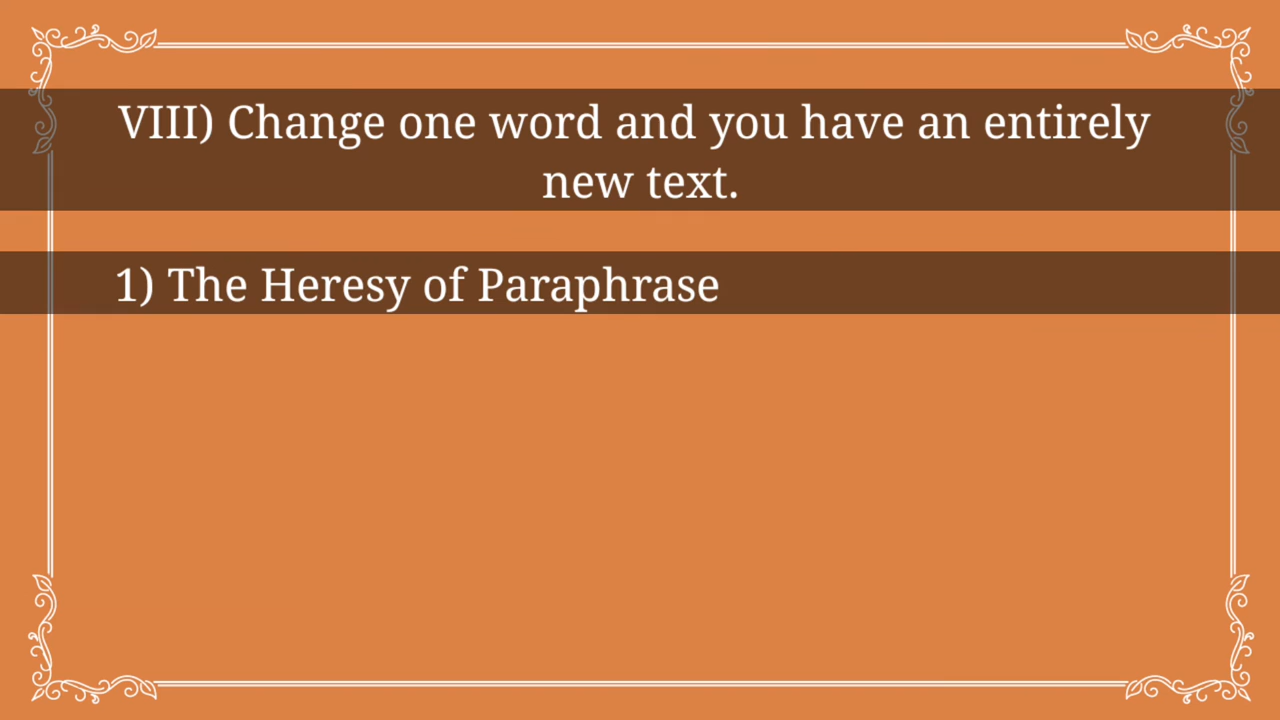 VIII) Change one word and you have an entirely
new text.
1) The Heresy of Paraphrase